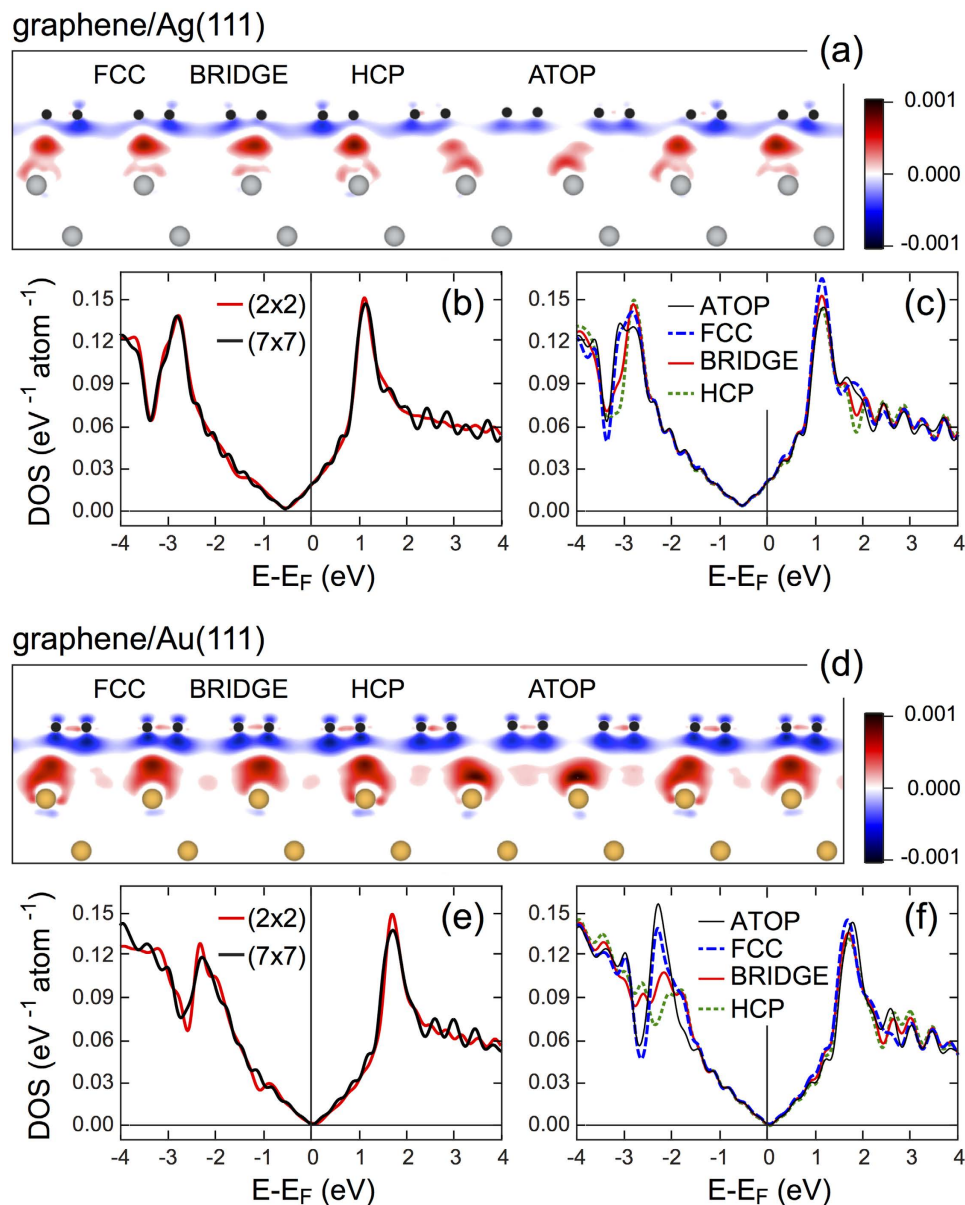 graphene/Ag(111)
(a)
FCC BRIDGE HCP ATOP
0.001
0.000
-0.001
(b)
(2x2)
(7x7)
0.15
0.12
0.09
0.06
0.03
0.00
DOS (eV⁻¹ atom⁻¹)
-4 -3 -2 -1 0 1 2 3 4
E-E_F (eV)
(c)
ATOP
FCC
BRIDGE
HCP
0.15
0.12
0.09
0.06
0.03
0.00
-4 -3 -2 -1 0 1 2 3 4
E-E_F (eV)
graphene/Au(111)
(d)
FCC BRIDGE HCP ATOP
0.001
0.000
-0.001
(e)
(2x2)
(7x7)
0.15
0.12
0.09
0.06
0.03
0.00
DOS (eV⁻¹ atom⁻¹)
-4 -3 -2 -1 0 1 2 3 4
E-E_F (eV)
(f)
ATOP
FCC
BRIDGE
HCP
0.15
0.12
0.09
0.06
0.03
0.00
-4 -3 -2 -1 0 1 2 3 4
E-E_F (eV)